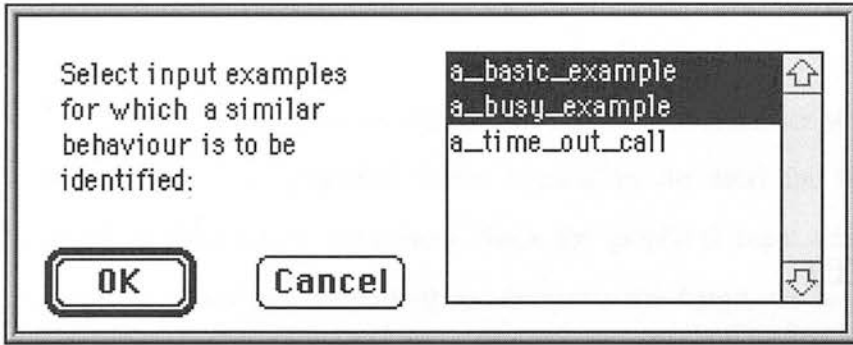 Select input examples
for which a similar
behaviour is to be
identified:
a_basic_example
a_busy_example
a_time_out_call
OK
Cancel